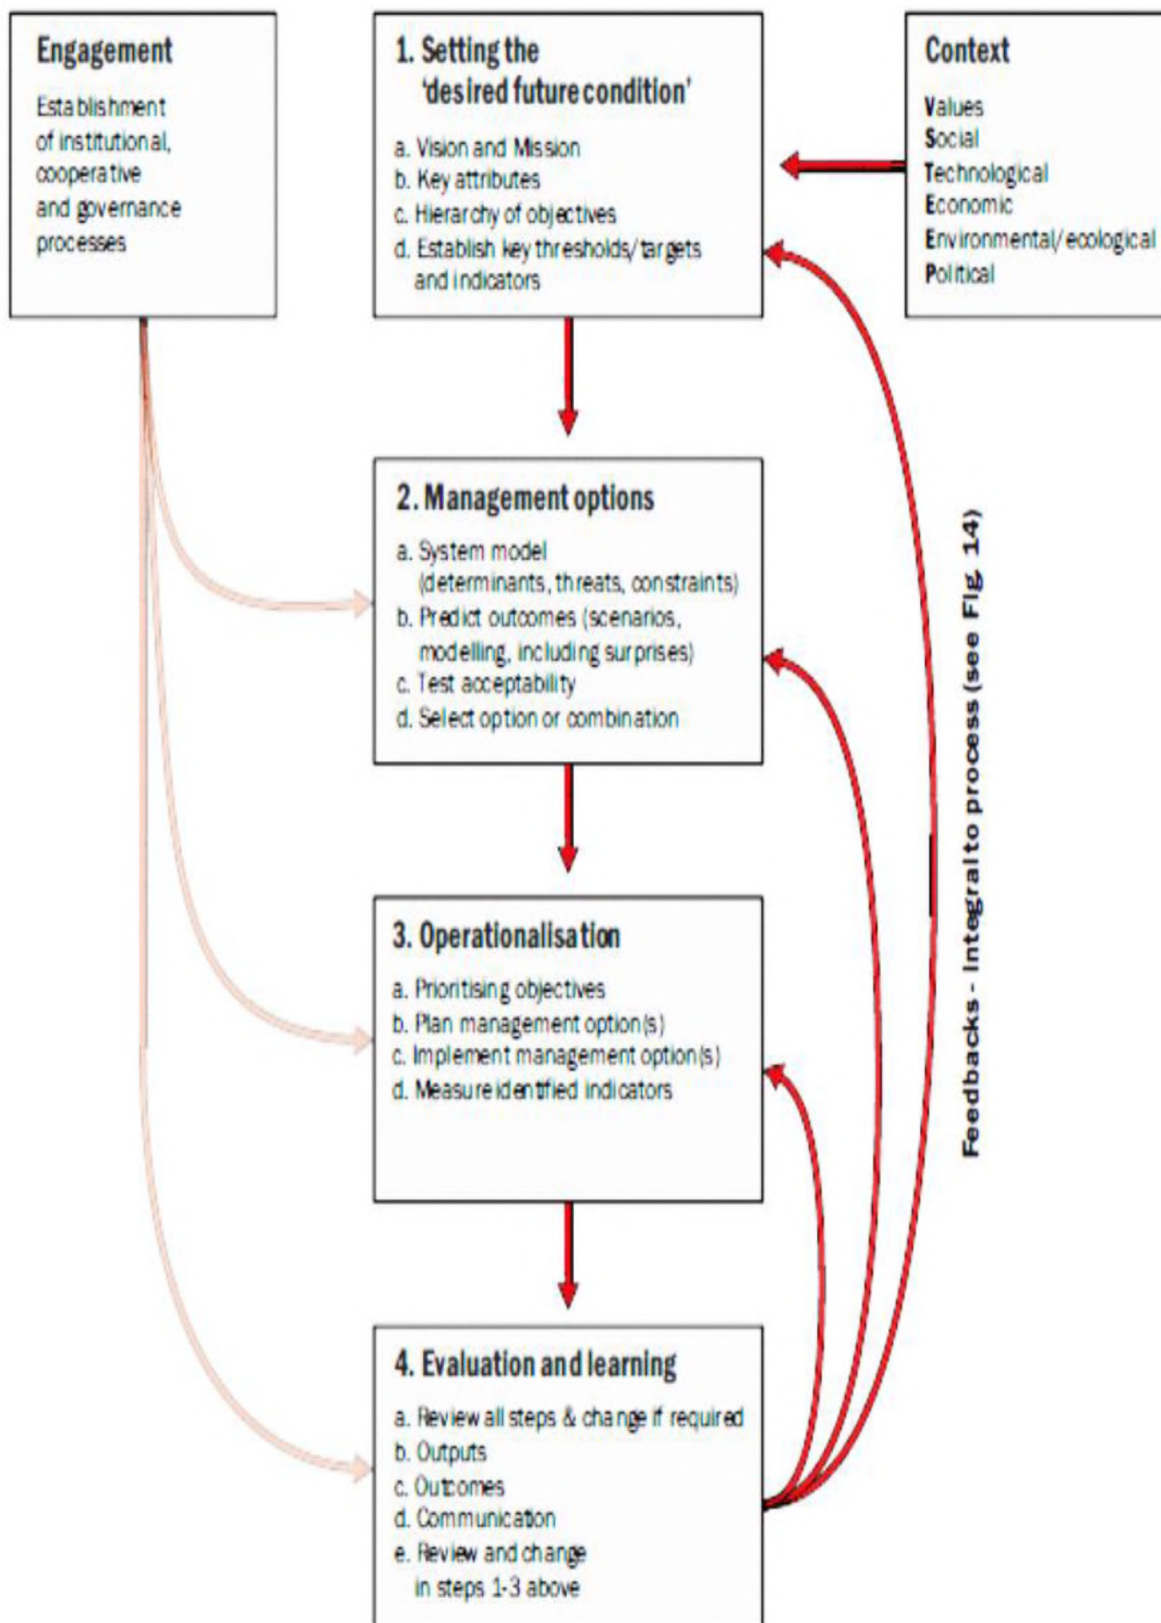 Engagement
Establishment
of institutional,
cooperative
and governance
processes
1. Setting the
'desired future condition'
a. Vision and Mission
b. Key attributes
c. Hierarchy of objectives
d. Establish key thresholds/targets
and indicators
Context
Values
Social
Technological
Economic
Environmental/ecological
Political
2. Management options
a. System model
(determinants, threats, constraints)
b. Predict outcomes (scenarios,
modelling, including surprises)
c. Test acceptability
d. Select option or combination
3. Operationalisation
a. Prioritising objectives
b. Plan management option(s)
c. Implement management option(s)
d. Measure identified indicators
4. Evaluation and learning
a. Review all steps & change if required
b. Outputs
c. Outcomes
d. Communication
e. Review and change
in steps 1-3 above
Feedbacks - Integral to process (see Fig. 14)